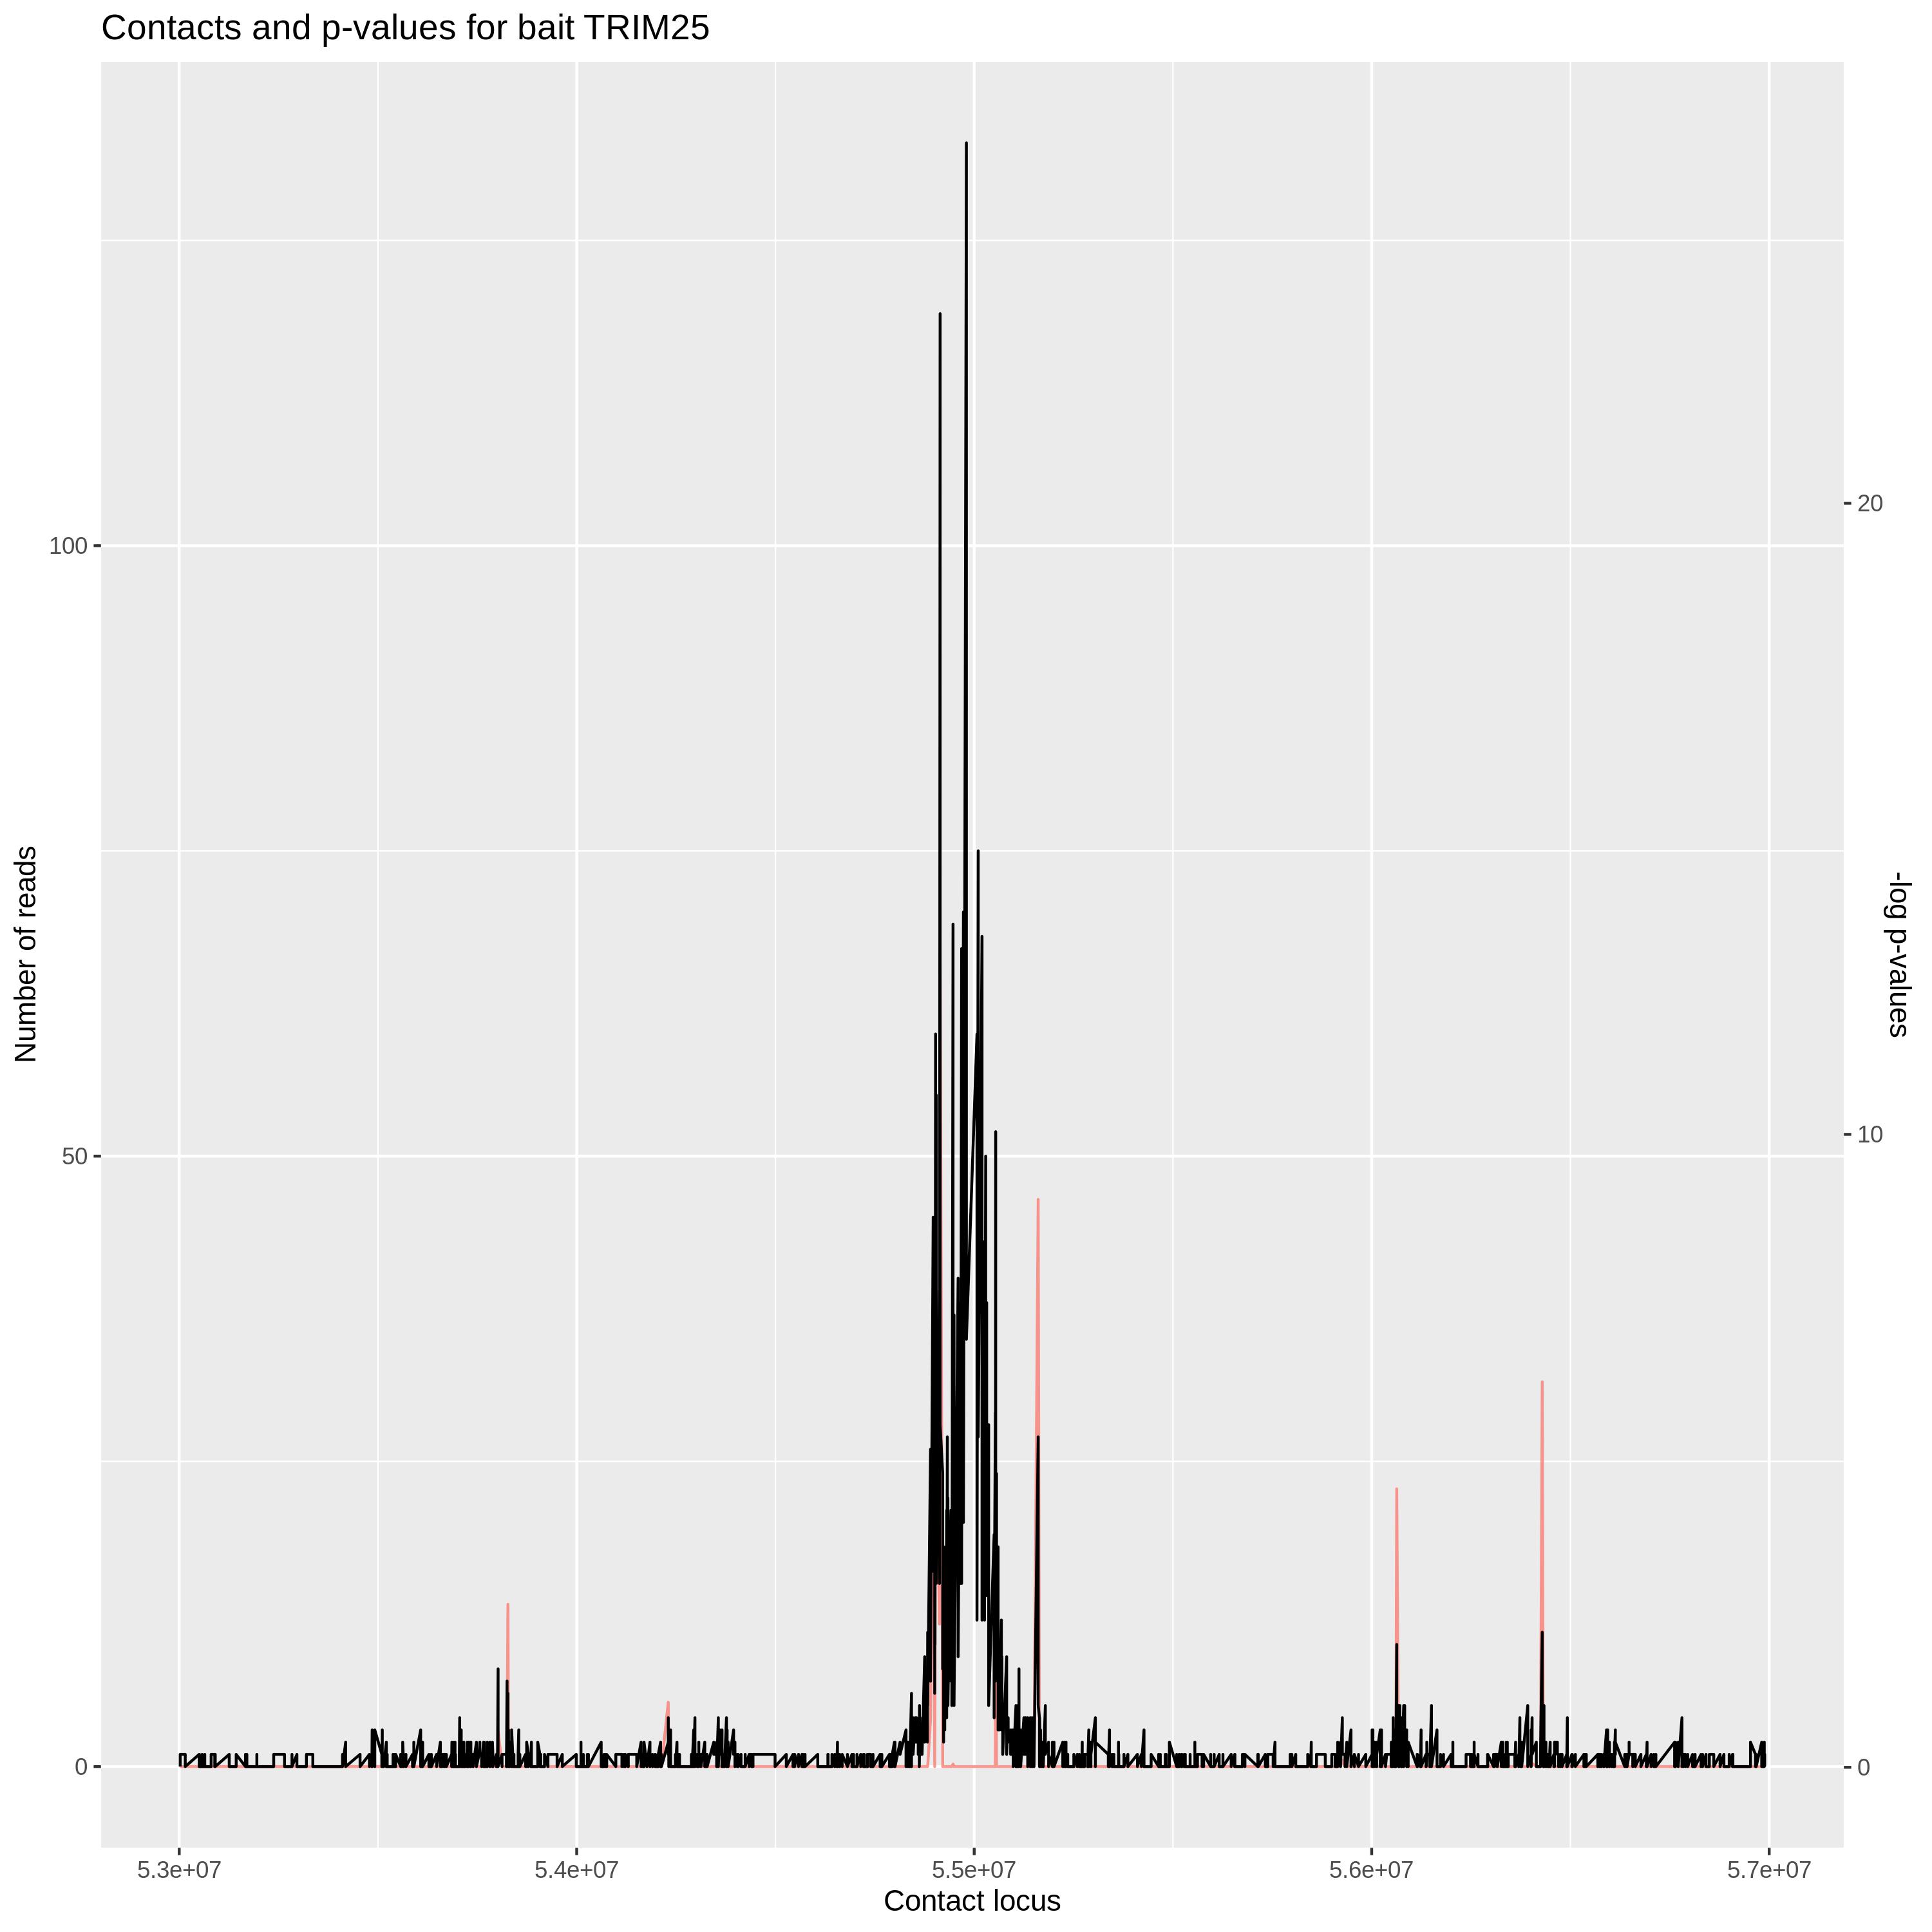 Contacts and p-values for bait TRIM25
Number of reads
100
50
0
20
10
0
-log p-values
5.3e+07
5.4e+07
5.5e+07
5.6e+07
5.7e+07
Contact locus